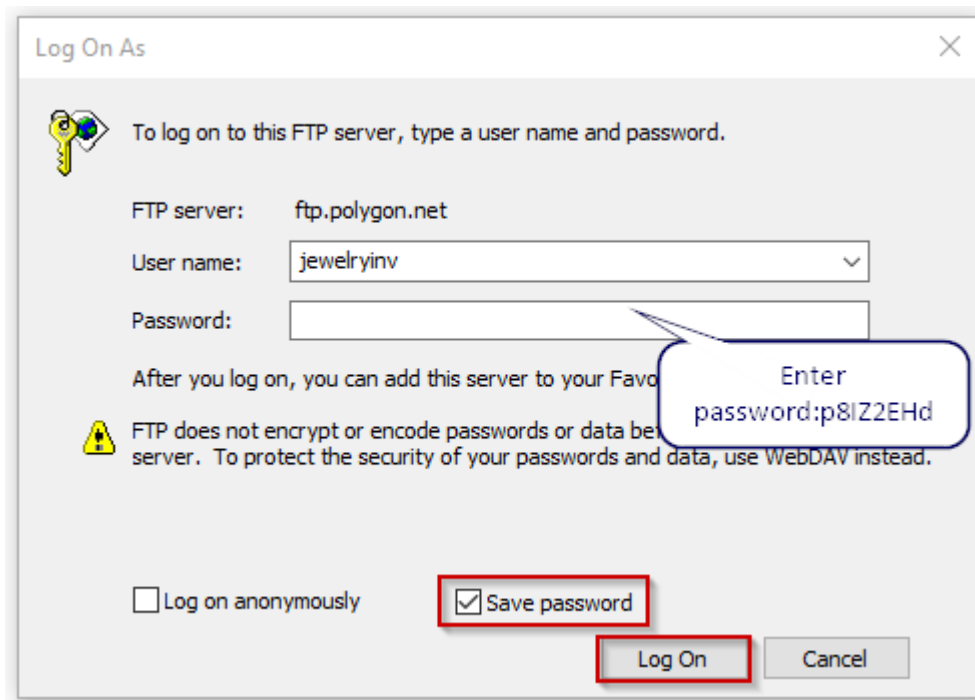 Log On As
To log on to this FTP server, type a user name and password.
FTP server: ftp.polygon.net
User name: jewelryinv
Password:
After you log on, you can add this server to your Favo
Enter
password:p8IZ2EHd
FTP does not encrypt or encode passwords or data bef
server. To protect the security of your passwords and data, use WebDAV instead.
Log on anonymously
Save password
Log On Cancel